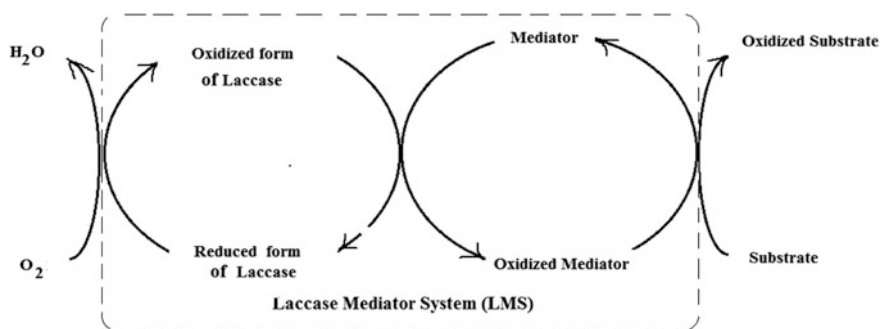 H2O
Oxidized form
of Laccase
Mediator
Oxidized Substrate
O2
Reduced form
of Laccase
Oxidized Mediator
Substrate
Laccase Mediator System (LMS)